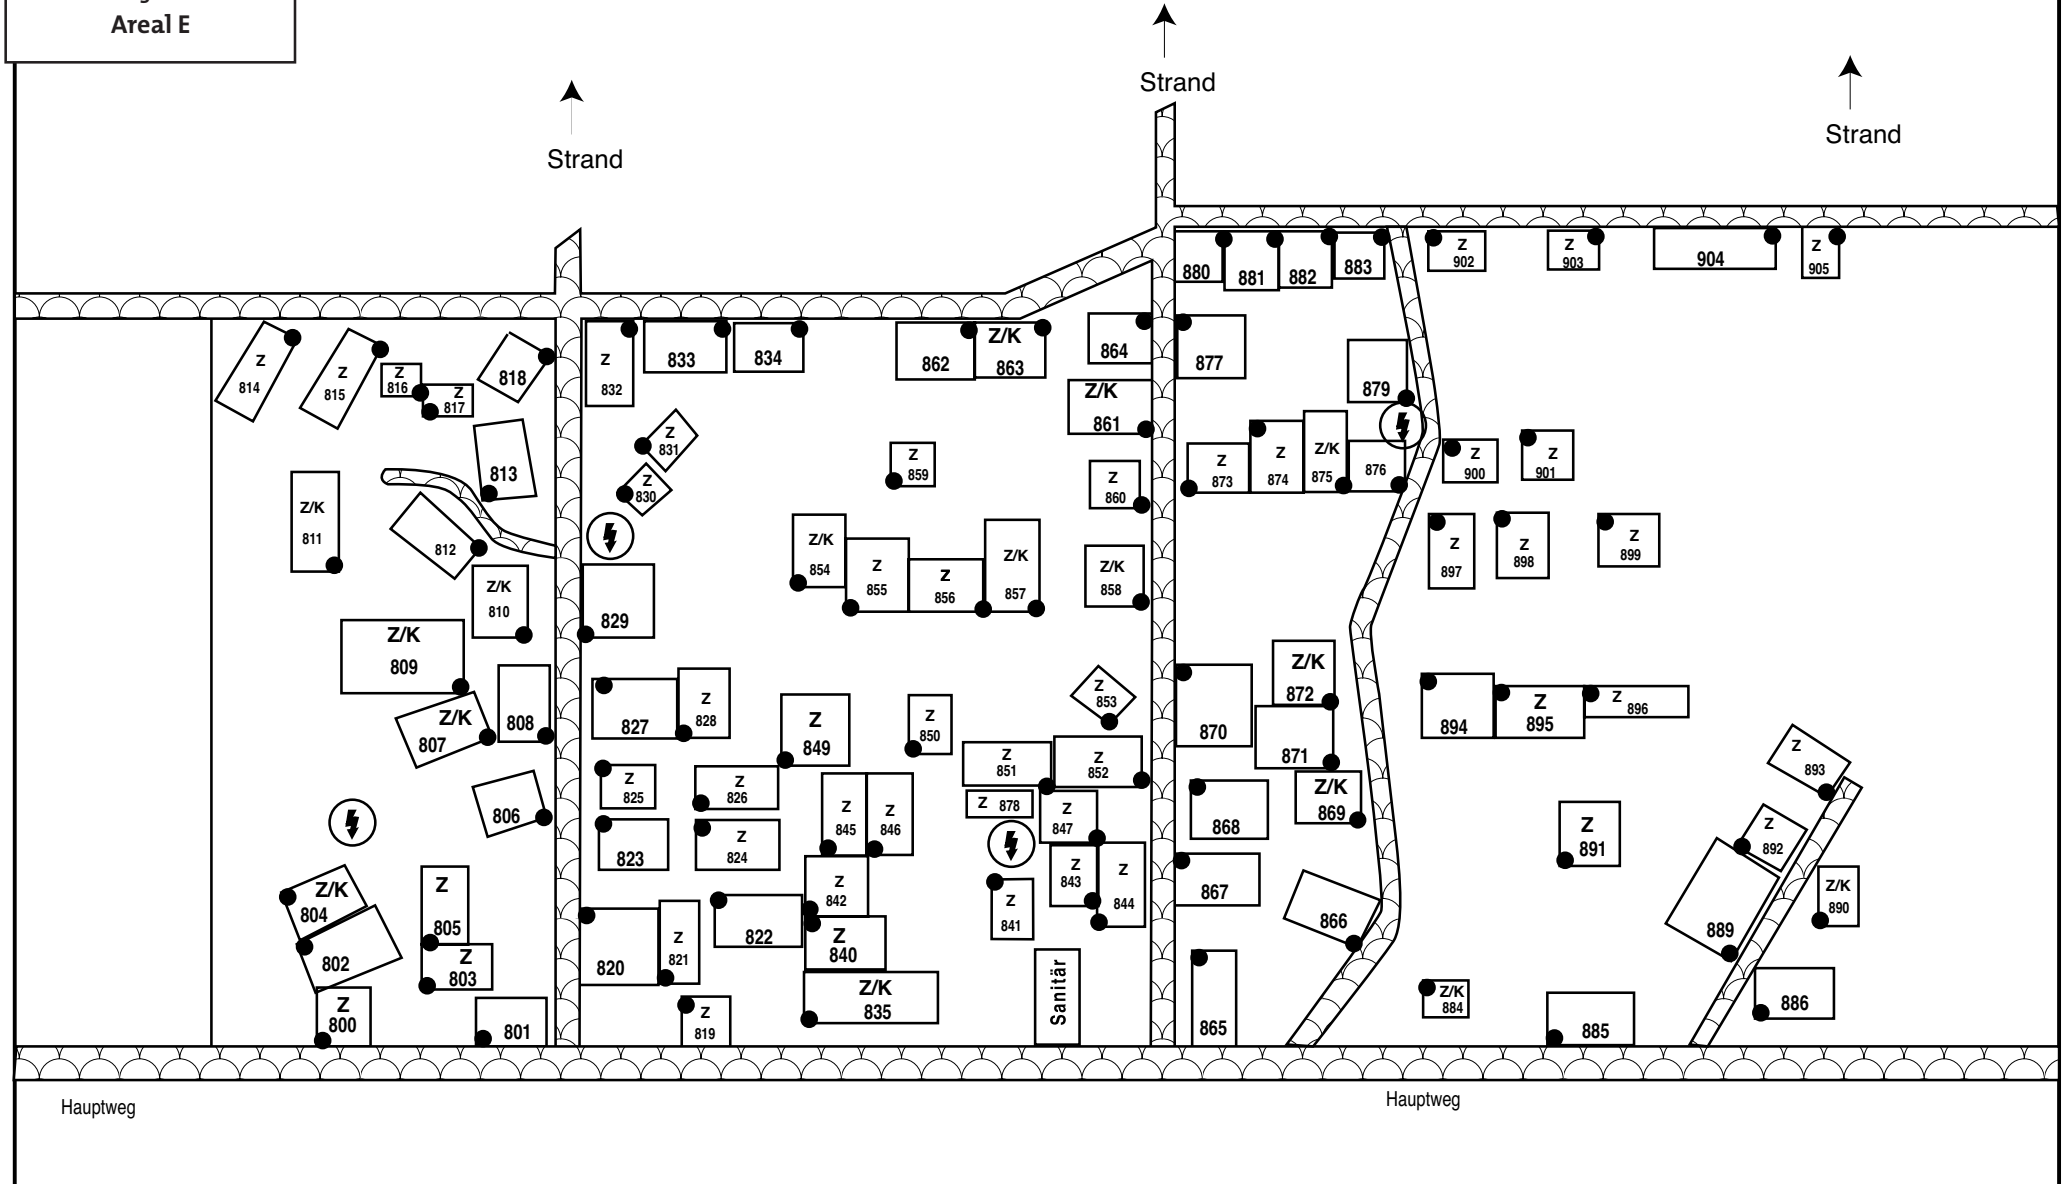 Areal E
Strand
Strand
Strand
880
881
882
883
Z
902
Z
903
904
Z
905
Z
814
Z
815
Z
816
Z
817
818
Z
832
833
834
862
Z/K
863
864
877
879
813
Z
831
Z
830
Z
859
Z/K
861
Z
860
Z
873
Z
874
Z/K
875
876
Z
900
Z
901
Z/K
811
812
Z/K
810
829
Z/K
854
Z
855
Z
856
Z/K
857
Z/K
858
Z
897
Z
898
Z
899
Z/K
809
Z/K
807
808
827
Z
828
Z
849
Z
850
Z
853
870
Z/K
872
871
894
Z
895
Z 896
Z
893
806
Z
825
Z
826
823
Z
824
Z
845
Z
846
Z
851
Z
852
Z 878
Z
847
868
Z/K
869
Z
891
Z
892
Z/K
804
802
Z
805
Z
803
Z
800
801
820
Z
821
822
Z
842
Z
840
Z/K
835
Z
819
Z
841
Z
843
Z
844
Sanitär
867
866
865
Z/K
884
885
889
Z/K
890
886
Hauptweg
Hauptweg